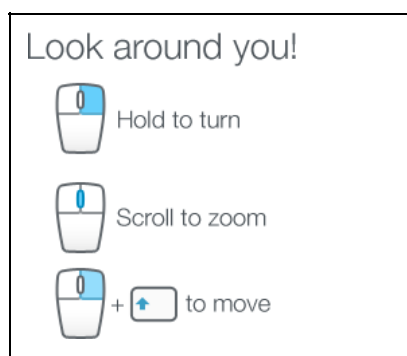 Look around you!
Hold to turn
Scroll to zoom
+ to move